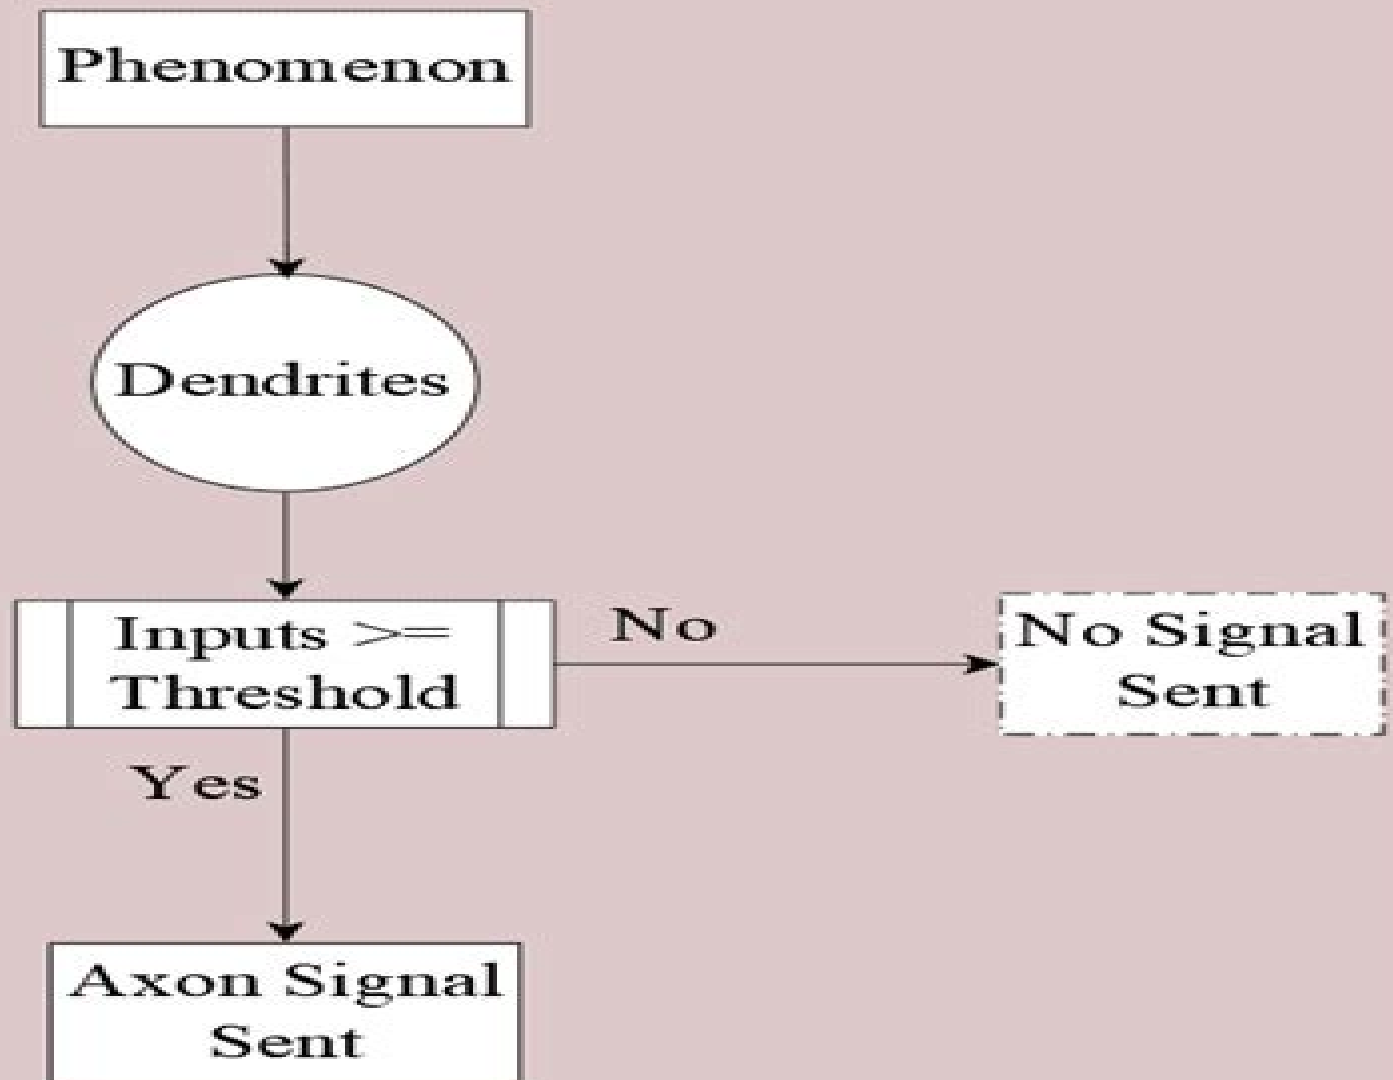 Phenomenon
Dendrites
Inputs >=
Threshold
No
No Signal
Sent
Yes
Axon Signal
Sent